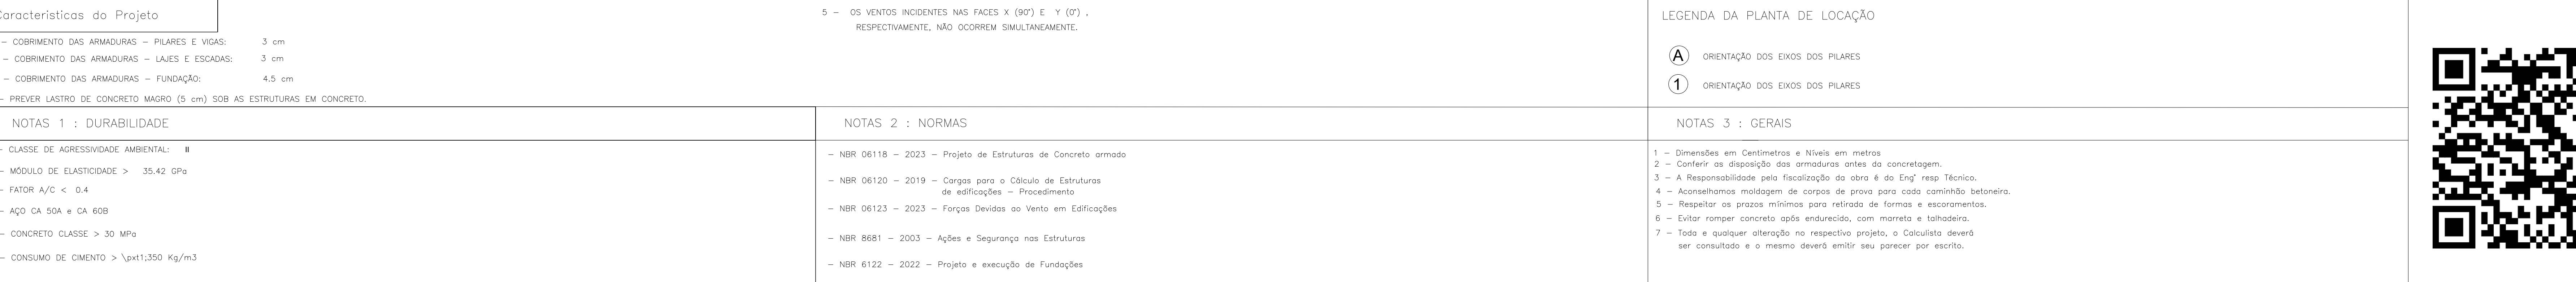 Caracteristicas do Projeto
– COBRIMENTO DAS ARMADURAS – PILARES E VIGAS: 3 cm
– COBRIMENTO DAS ARMADURAS – LAJES E ESCADAS: 3 cm
– COBRIMENTO DAS ARMADURAS – FUNDAÇÃO: 4.5 cm
– PREVER LASTRO DE CONCRETO MAGRO (5 cm) SOB AS ESTRUTURAS EM CONCRETO.
5 – OS VENTOS INCIDENTES NAS FACES X (90°) E Y (0°) ,
RESPECTIVAMENTE, NÃO OCORREM SIMULTANEAMENTE.
LEGENDA DA PLANTA DE LOCAÇÃO
A ORIENTAÇÃO DOS EIXOS DOS PILARES
1 ORIENTAÇÃO DOS EIXOS DOS PILARES
NOTAS 1 : DURABILIDADE
– CLASSE DE AGRESSIVIDADE AMBIENTAL: II
– MÓDULO DE ELASTICIDADE > 35.42 GPa
– FATOR A/C < 0.4
– AÇO CA 50A e CA 60B
– CONCRETO CLASSE > 30 MPa
– CONSUMO DE CIMENTO > \pxt1;350 Kg/m3
NOTAS 2 : NORMAS
– NBR 06118 – 2023 – Projeto de Estruturas de Concreto armado
– NBR 06120 – 2019 – Cargas para o Cálculo de Estruturas
de edificações – Procedimento
– NBR 06123 – 2023 – Forças Devidas ao Vento em Edificações
– NBR 8681 – 2003 – Ações e Segurança nas Estruturas
– NBR 6122 – 2022 – Projeto e execução de Fundações
NOTAS 3 : GERAIS
1 – Dimensões em Centimetros e Níveis em metros
2 – Conferir as disposição das armaduras antes da concretagem.
3 – A Responsabilidade pela fiscalização da obra é do Eng° resp Técnico.
4 – Aconselhamos moldagem de corpos de prova para cada caminhão betoneira.
5 – Respeitar os prazos mínimos para retirada de formas e escoramentos.
6 – Evitar romper concreto após endurecido, com marreta e talhadeira.
7 – Toda e qualquer alteração no respectivo projeto, o Calculista deverá
ser consultado e o mesmo deverá emitir seu parecer por escrito.